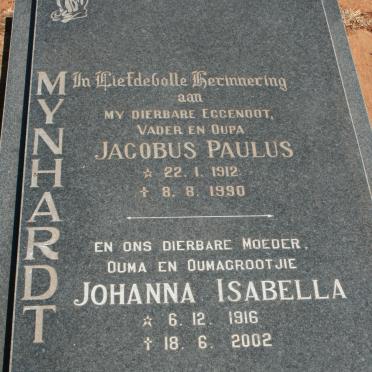 MYNHARDT
In Liefdevolle Herinnering
aan
MY DIERBARE EGGENOOT,
VADER EN OUPA
JACOBUS PAULUS
☆ 22. 1. 1912
✝ 8. 8. 1990
EN ONS DIERBARE MOEDER,
OUMA EN OUMAGROOTJIE
JOHANNA ISABELLA
☆ 6. 12. 1916
✝ 18. 6. 2002